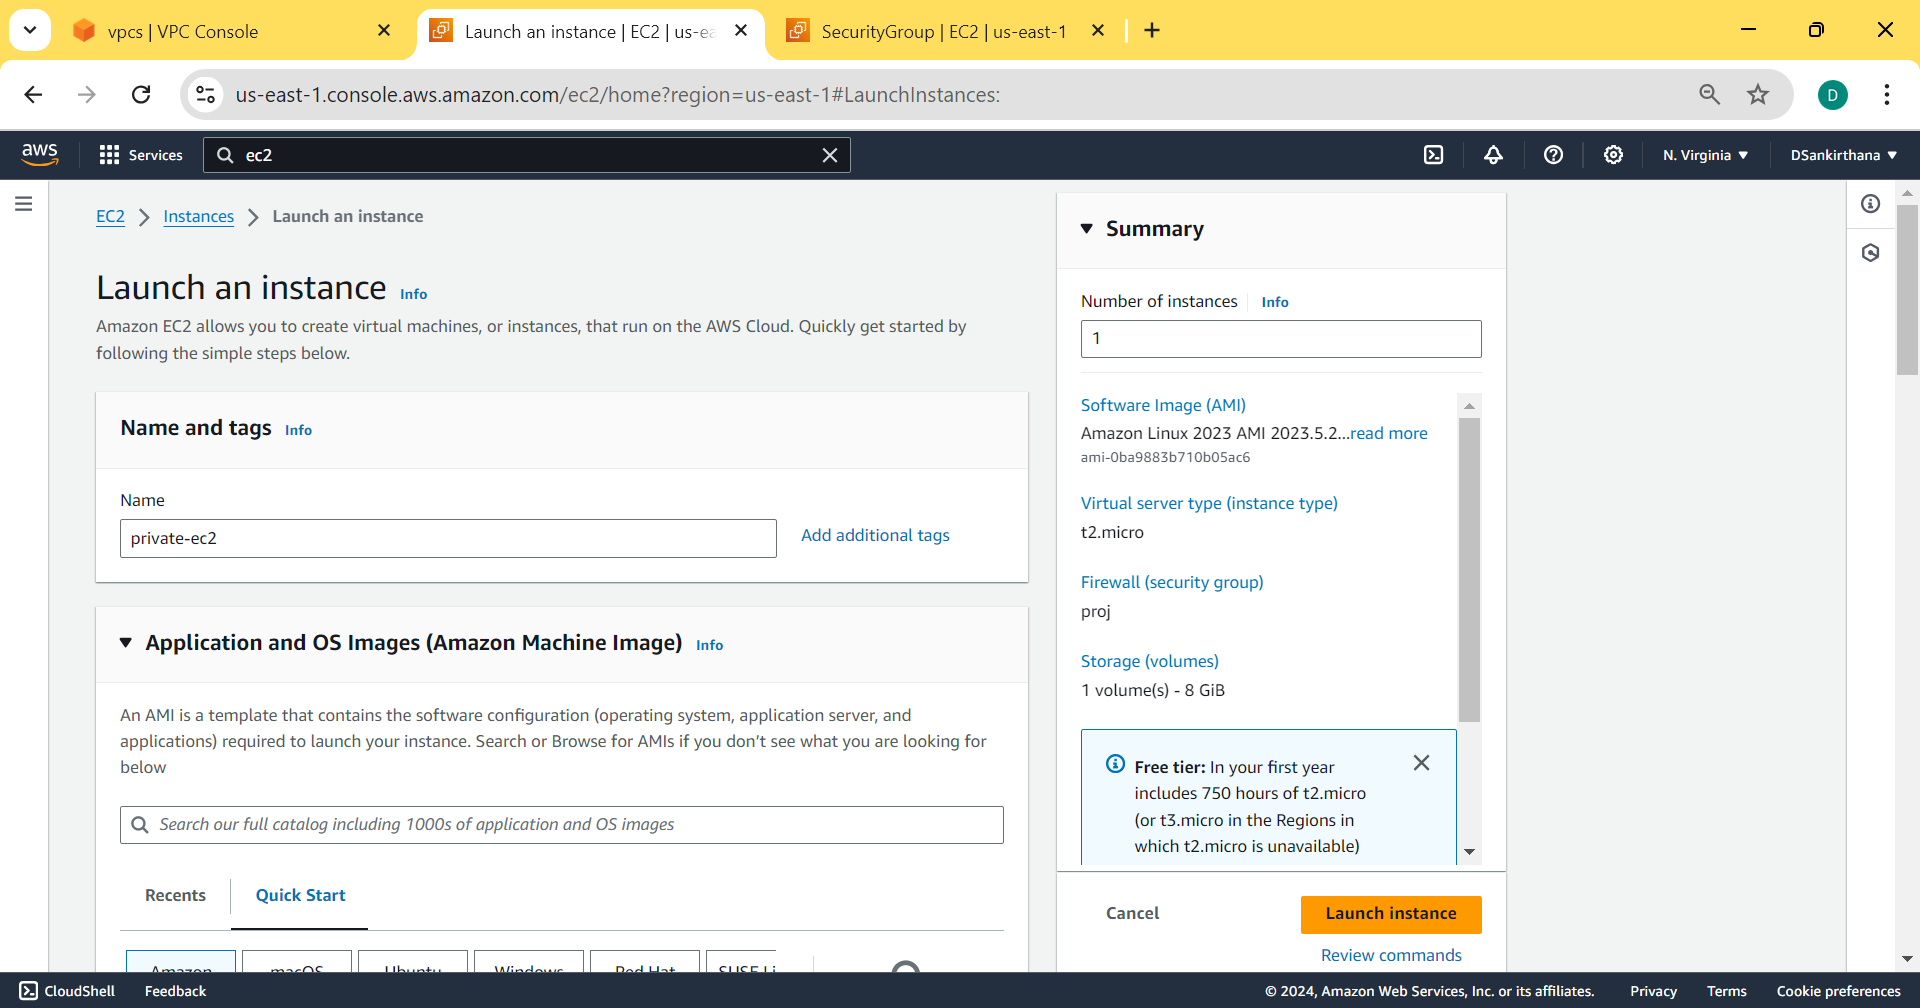 vpcs | VPC Console
Launch an instance | EC2 | us-ea
SecurityGroup | EC2 | us-east-1
us-east-1.console.aws.amazon.com/ec2/home?region=us-east-1#LaunchInstances:
D
aws
Services
ec2
N. Virginia
DSankirthana
EC2
Instances
Launch an instance
Launch an instance Info
Amazon EC2 allows you to create virtual machines, or instances, that run on the AWS Cloud. Quickly get started by
following the simple steps below.
Name and tags Info
Name
private-ec2
Add additional tags
Application and OS Images (Amazon Machine Image) Info
An AMI is a template that contains the software configuration (operating system, application server, and
applications) required to launch your instance. Search or Browse for AMIs if you don’t see what you are looking for
below
Search our full catalog including 1000s of application and OS images
Recents
Quick Start
Amazon
macOS
Ubuntu
Windows
Red Hat
SUSE Li
Summary
Number of instances Info
1
Software Image (AMI)
Amazon Linux 2023 AMI 2023.5.2...read more
ami-0ba9883b710b05ac6
Virtual server type (instance type)
t2.micro
Firewall (security group)
proj
Storage (volumes)
1 volume(s) - 8 GiB
Free tier: In your first year
includes 750 hours of t2.micro
(or t3.micro in the Regions in
which t2.micro is unavailable)
Cancel
Launch instance
Review commands
CloudShell
Feedback
© 2024, Amazon Web Services, Inc. or its affiliates.
Privacy
Terms
Cookie preferences